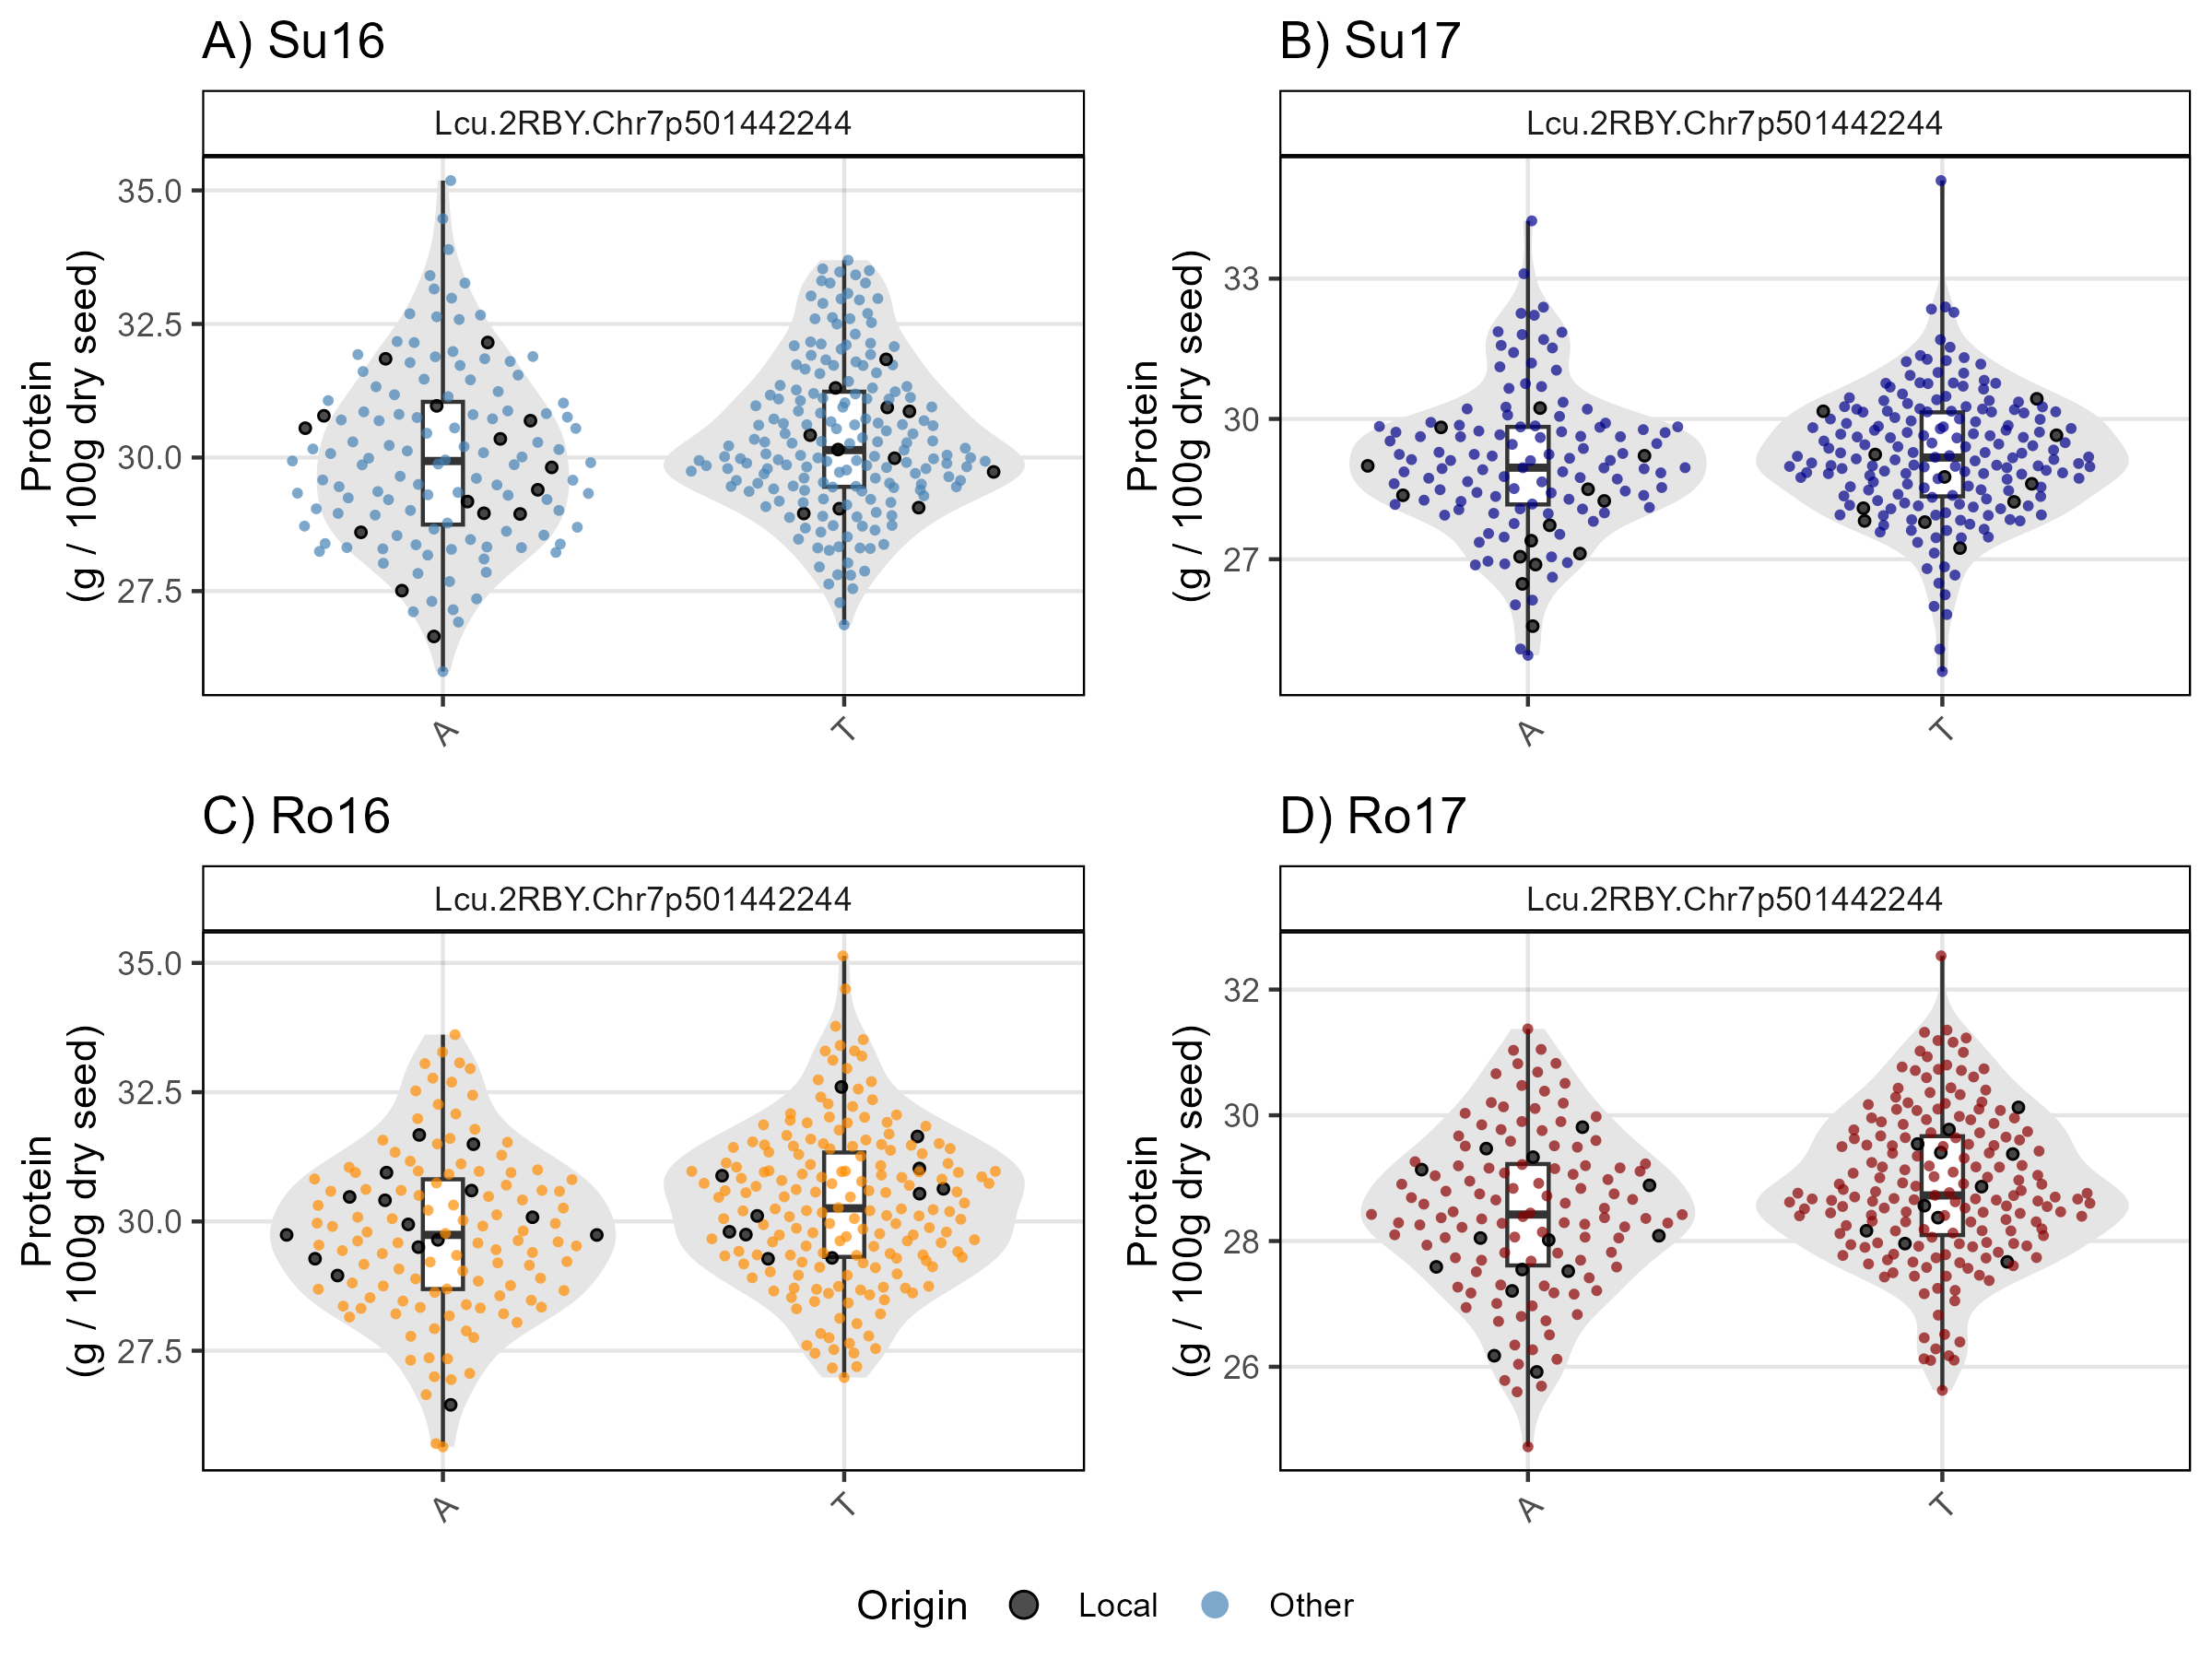 A) Su16
Lcu.2RBY.Chr7p501442244
Protein
(g / 100g dry seed)
35.0
32.5
30.0
27.5
A
T
B) Su17
Lcu.2RBY.Chr7p501442244
Protein
(g / 100g dry seed)
33
30
27
A
T
C) Ro16
Lcu.2RBY.Chr7p501442244
Protein
(g / 100g dry seed)
35.0
32.5
30.0
27.5
A
T
D) Ro17
Lcu.2RBY.Chr7p501442244
Protein
(g / 100g dry seed)
32
30
28
26
A
T
Origin Local Other